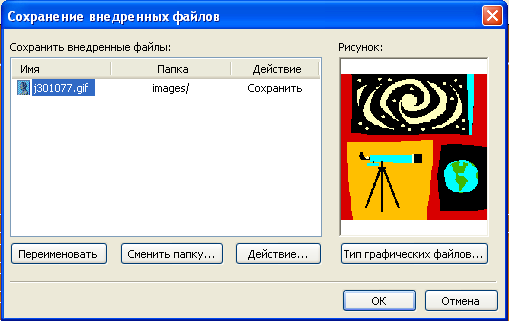 Сохранение внедренных файлов
Сохранить внедренные файлы:
Рисунок:
Имя Папка Действие
j301077.gif images/ Сохранить
Переименовать Сменить папку... Действие... Тип графических файлов...
ОК Отмена